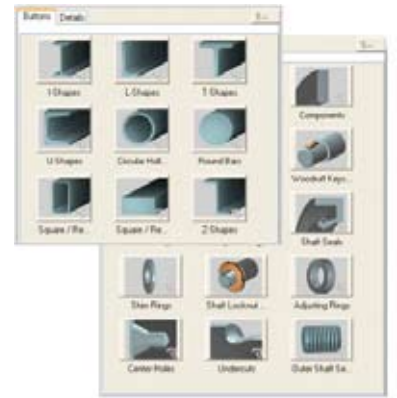 Buttons Details
I-Shapes L-Shapes T-Shapes
U-Shapes Circular Holl... Round Bars
Square / Re... Square / Re... Z-Shapes
Components
Woodruff Keys...
Shaft Seals
Shim Rings Shaft Locknut ... Adjusting Rings
Center Holes Undercuts Outer Shaft Se...